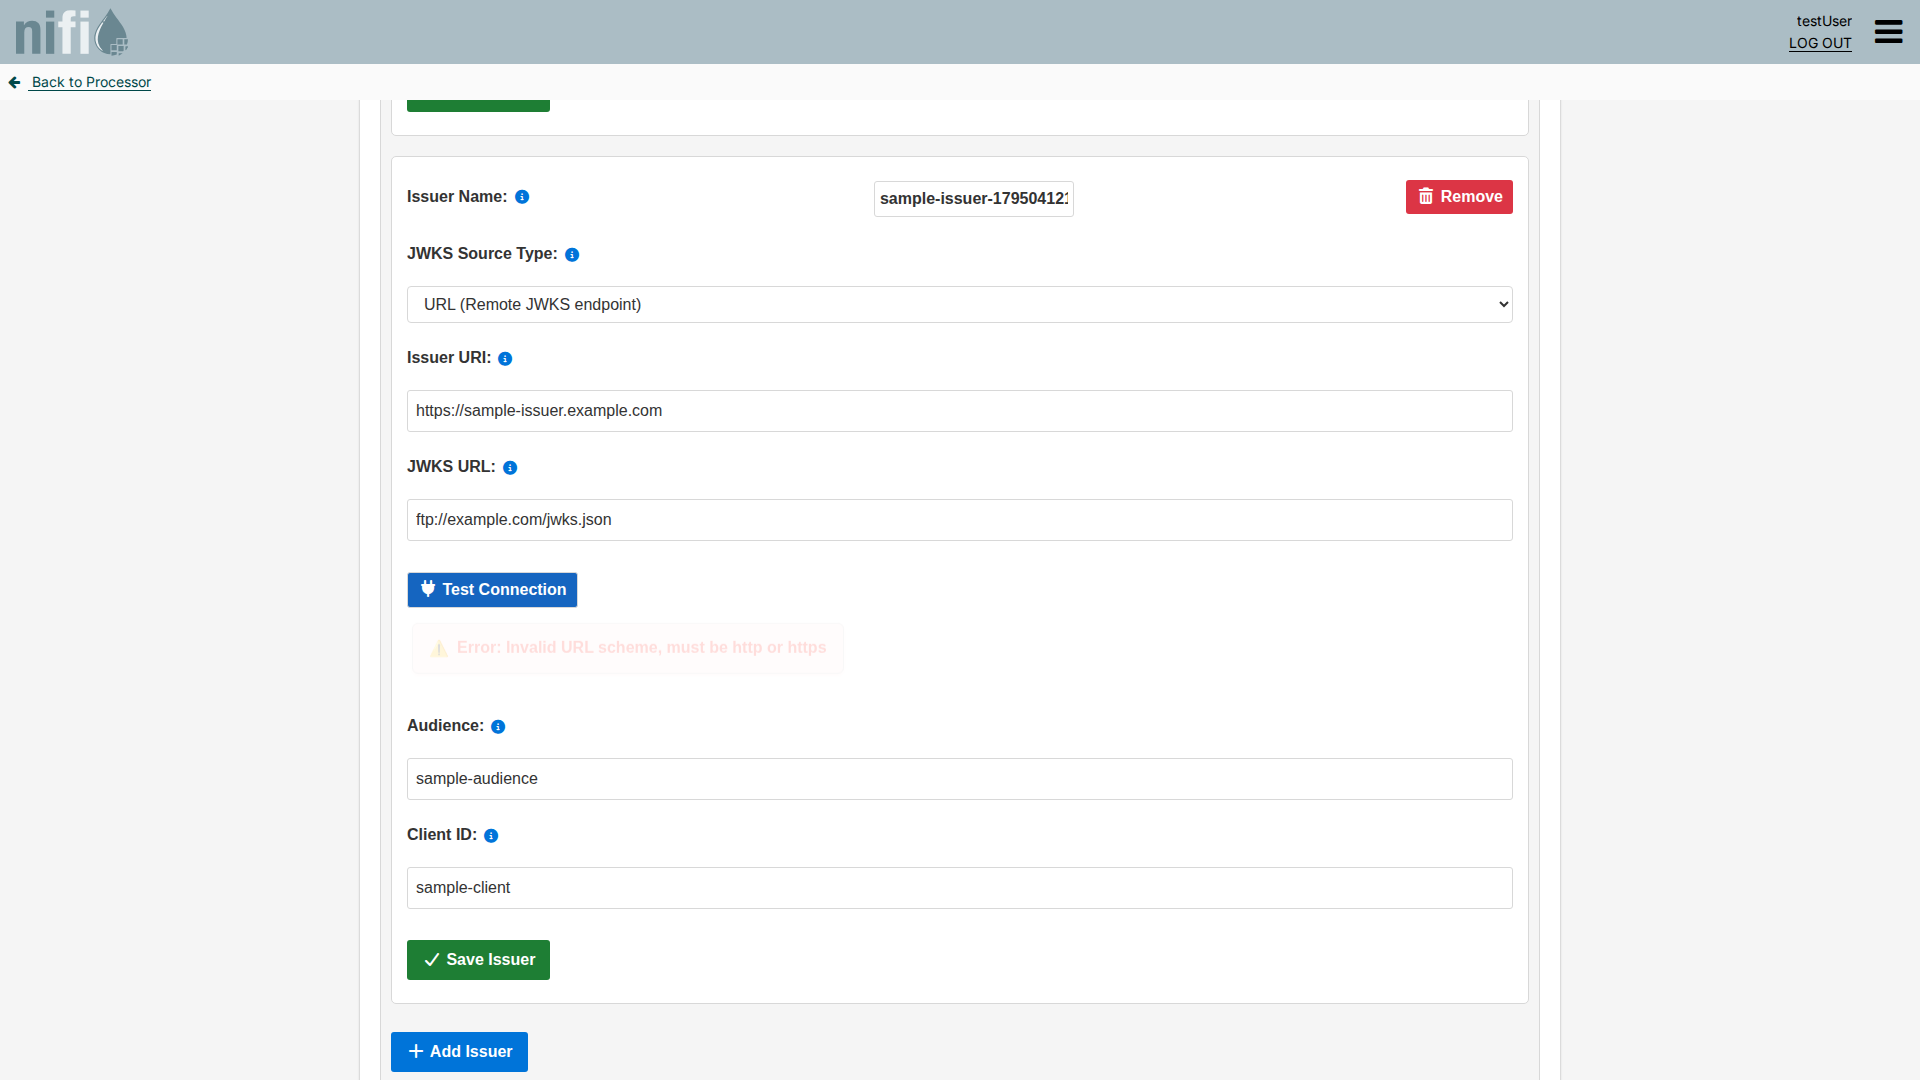 nifi
testUser
LOG OUT
Back to Processor
Issuer Name:
sample-issuer-179504121
Remove
JWKS Source Type:
URL (Remote JWKS endpoint)
Issuer URI:
https://sample-issuer.example.com
JWKS URL:
ftp://example.com/jwks.json
Test Connection
Error: Invalid URL scheme, must be http or https
Audience:
sample-audience
Client ID:
sample-client
Save Issuer
Add Issuer